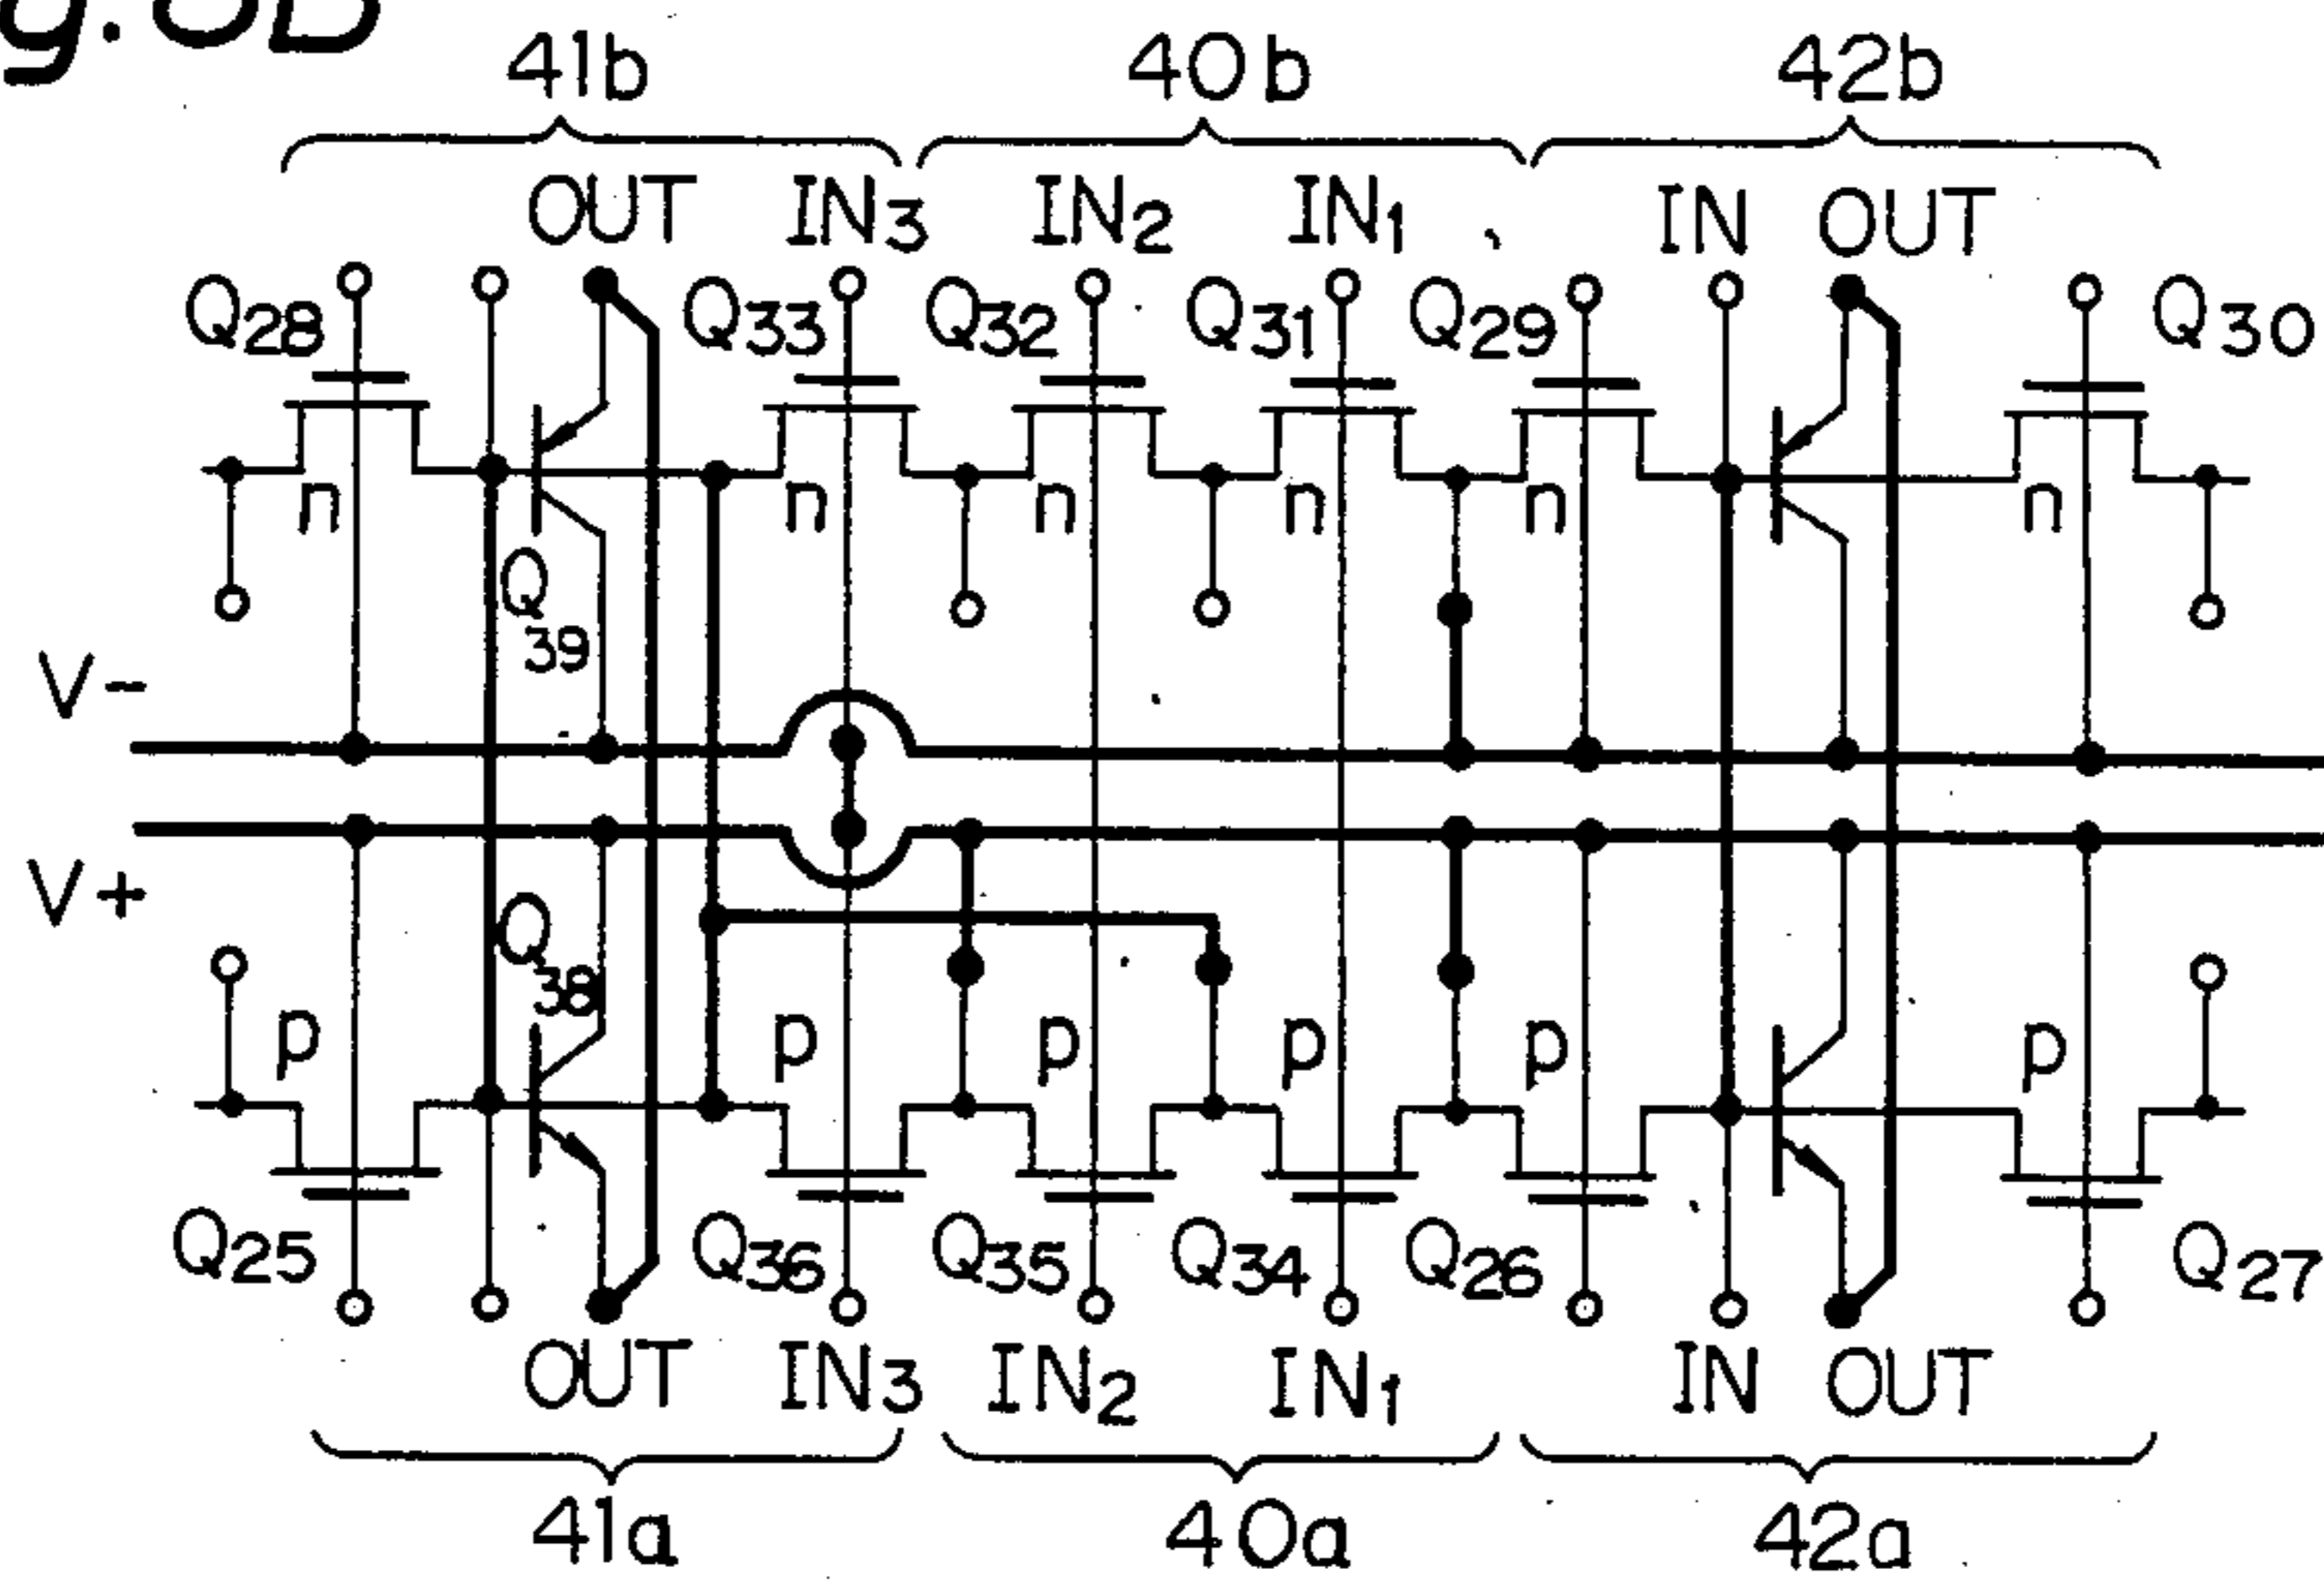 41b 40b 42b
OUT IN3 IN2 IN1 IN OUT
Q28 Q33 Q32 Q31 Q29 Q30
n n n n n
Q39
V-
V+
Q38
p p p p p p
Q25 Q36 Q35 Q34 Q26 Q27
OUT IN3 IN2 IN1 IN OUT
41a 40a 42a